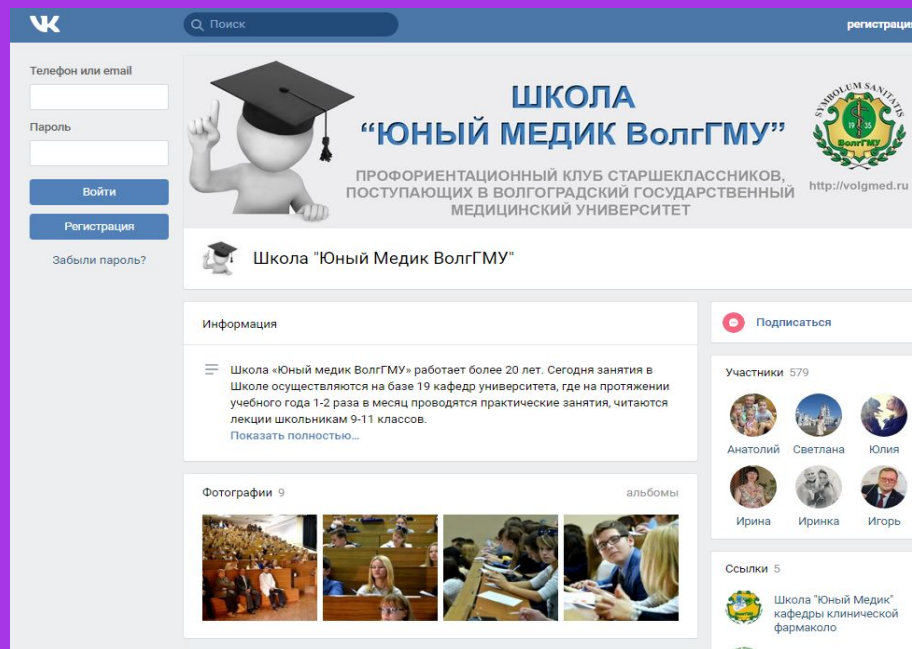 Поиск
регистрация
Телефон или email
Пароль
Войти
Регистрация
Забыли пароль?
ШКОЛА
“ЮНЫЙ МЕДИК ВолгГМУ”
ПРОФОРИЕНТАЦИОННЫЙ КЛУБ СТАРШЕКЛАССНИКОВ,
ПОСТУПАЮЩИХ В ВОЛГОГРАДСКИЙ ГОСУДАРСТВЕННЫЙ
МЕДИЦИНСКИЙ УНИВЕРСИТЕТ
SYMBOLUM SANITATIS
19 35
ВолгГМУ
http://volgmed.ru
Школа "Юный Медик ВолгГМУ"
Информация
Школа «Юный медик ВолгГМУ» работает более 20 лет. Сегодня занятия в
Школе осуществляются на базе 19 кафедр университета, где на протяжении
учебного года 1-2 раза в месяц проводятся практические занятия, читаются
лекции школьникам 9-11 классов.
Показать полностью…
Фотографии 9
альбомы
Подписаться
Участники 579
Анатолий Светлана Юлия
Ирина Иринка Игорь
Ссылки 5
Школа "Юный Медик"
кафедры клинической
фармаколо